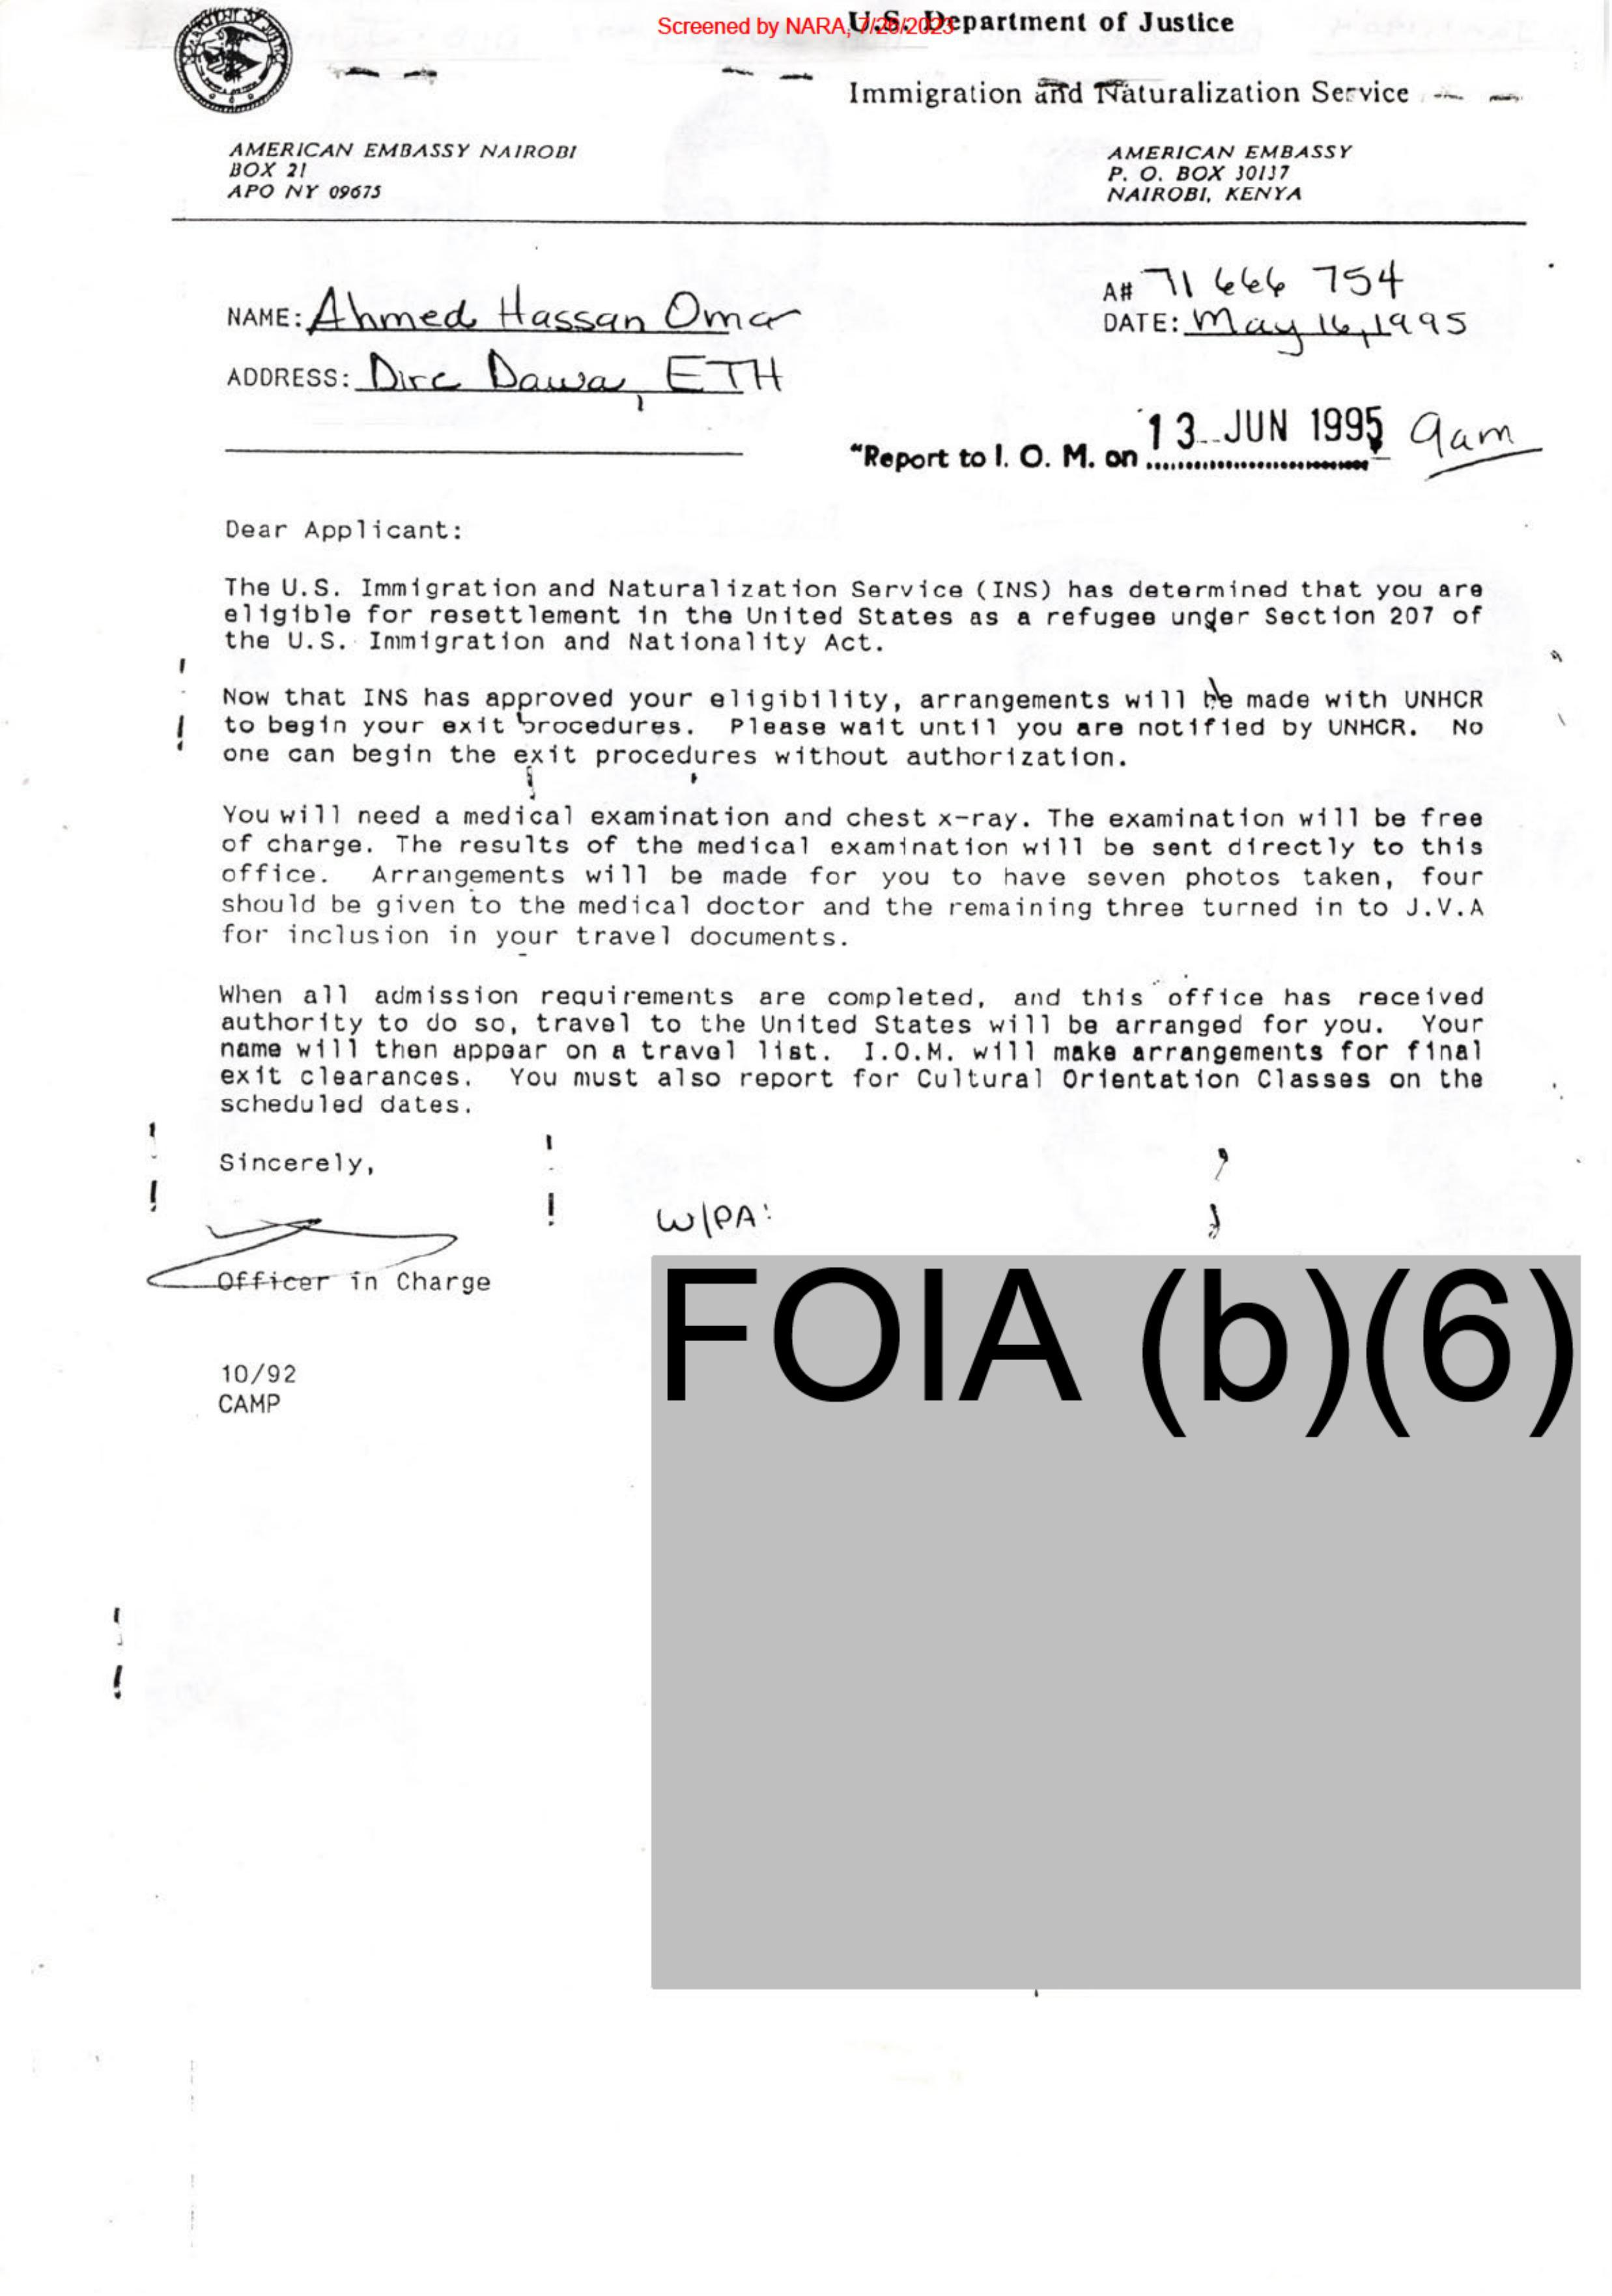 Screened by NARA, 7/26/2023
U.S. Department of Justice
Immigration and Naturalization Service
AMERICAN EMBASSY NAIROBI
BOX 21
APO NY 09675
AMERICAN EMBASSY
P. O. BOX 30137
NAIROBI, KENYA
A# 71 666 754
NAME: Ahmed Hassan Omar
DATE: May 16, 1995
ADDRESS: Dire Dawa, ETH
"Report to I. O. M. on 13 JUN 1995 9am
Dear Applicant:
The U.S. Immigration and Naturalization Service (INS) has determined that you are
eligible for resettlement in the United States as a refugee under Section 207 of
the U.S. Immigration and Nationality Act.
Now that INS has approved your eligibility, arrangements will be made with UNHCR
to begin your exit procedures. Please wait until you are notified by UNHCR. No
one can begin the exit procedures without authorization.
You will need a medical examination and chest x-ray. The examination will be free
of charge. The results of the medical examination will be sent directly to this
office. Arrangements will be made for you to have seven photos taken, four
should be given to the medical doctor and the remaining three turned in to J.V.A
for inclusion in your travel documents.
When all admission requirements are completed, and this office has received
authority to do so, travel to the United States will be arranged for you. Your
name will then appear on a travel list. I.O.M. will make arrangements for final
exit clearances. You must also report for Cultural Orientation Classes on the
scheduled dates.
Sincerely,
W/PA:
Officer in Charge
FOIA (b)(6)
10/92
CAMP